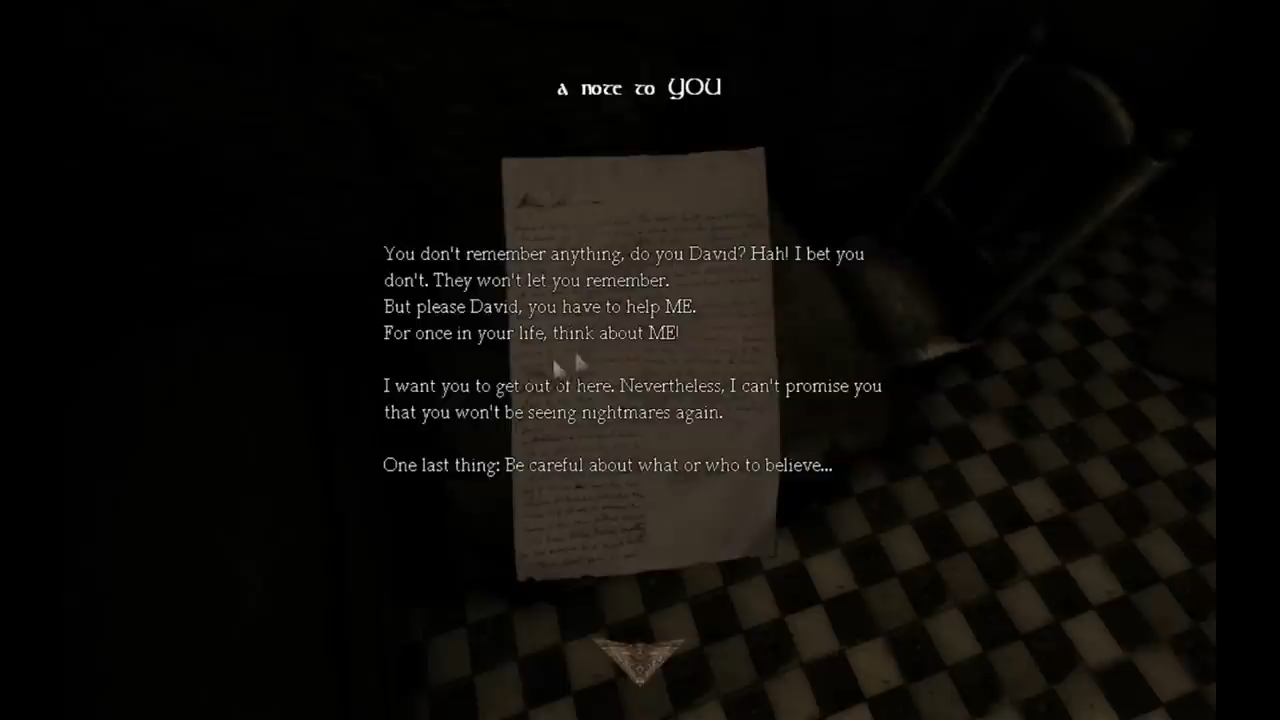 a note to YOU
You don't remember anything, do you David? Hah! I bet you
don't. They won't let you remember.
But please David, you have to help ME.
For once in your life, think about ME!
I want you to get out of here. Nevertheless, I can't promise you
that you won't be seeing nightmares again.
One last thing: Be careful about what or who to believe...